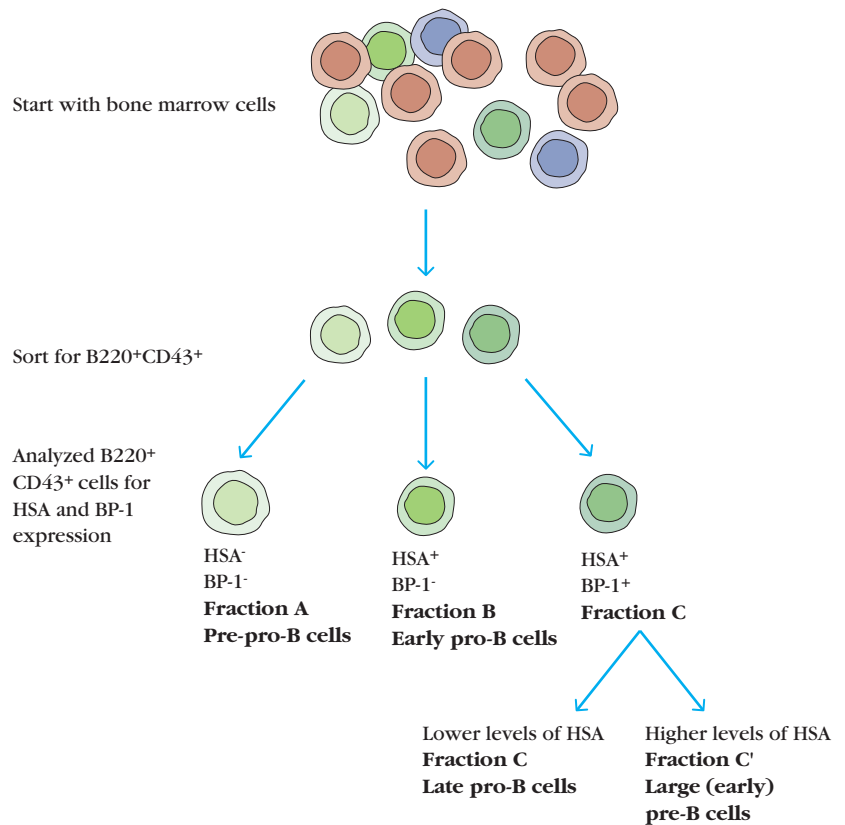 Start with bone marrow cells
Sort for B220⁺CD43⁺
Analyzed B220⁺
CD43⁺ cells for
HSA and BP-1
expression
HSA⁻
BP-1⁻
Fraction A
Pre-pro-B cells
HSA⁺
BP-1⁻
Fraction B
Early pro-B cells
HSA⁺
BP-1⁺
Fraction C
Lower levels of HSA
Fraction C
Late pro-B cells
Higher levels of HSA
Fraction C'
Large (early)
pre-B cells